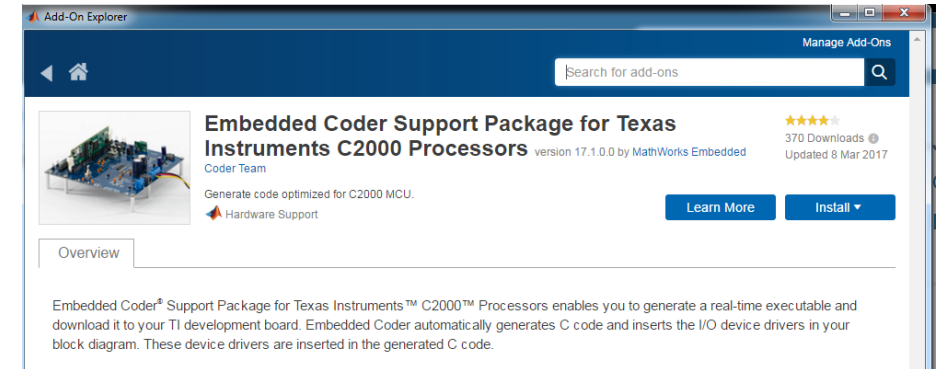 Add-On Explorer
Manage Add-Ons
Search for add-ons
Embedded Coder Support Package for Texas
Instruments C2000 Processors version 17.1.0.0 by MathWorks Embedded
Coder Team
370 Downloads
Updated 8 Mar 2017
Generate code optimized for C2000 MCU.
Hardware Support
Learn More
Install
Overview
Embedded Coder® Support Package for Texas Instruments™ C2000™ Processors enables you to generate a real-time executable and
download it to your TI development board. Embedded Coder automatically generates C code and inserts the I/O device drivers in your
block diagram. These device drivers are inserted in the generated C code.